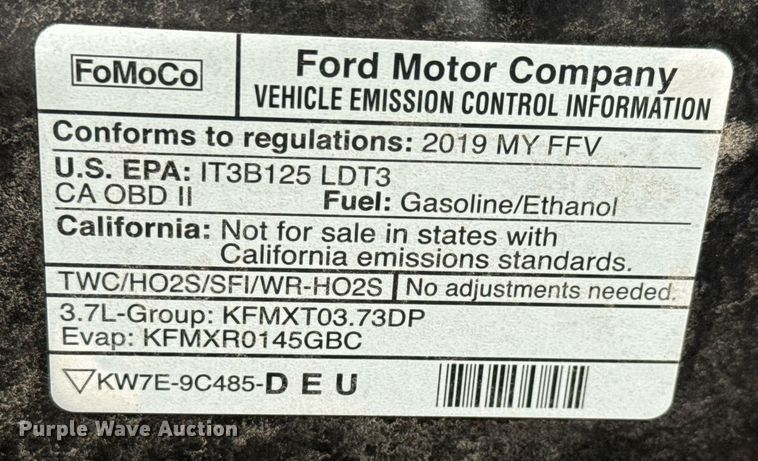 FoMoCo
Ford Motor Company
VEHICLE EMISSION CONTROL INFORMATION
Conforms to regulations: 2019 MY FFV
U.S. EPA: IT3B125 LDT3
CA OBD II Fuel: Gasoline/Ethanol
California: Not for sale in states with
California emissions standards.
TWC/HO2S/SFI/WR-HO2S No adjustments needed.
3.7L-Group: KFMXT03.73DP
Evap: KFMXR0145GBC
KW7E-9C485-D E U
Purple Wave Auction